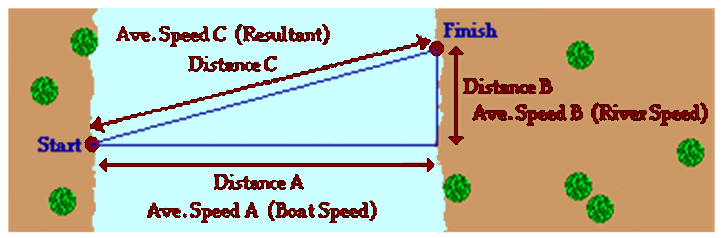 Ave. Speed C (Resultant)
Distance C
Finish
Distance B
Ave. Speed B (River Speed)
Start
Distance A
Ave. Speed A (Boat Speed)